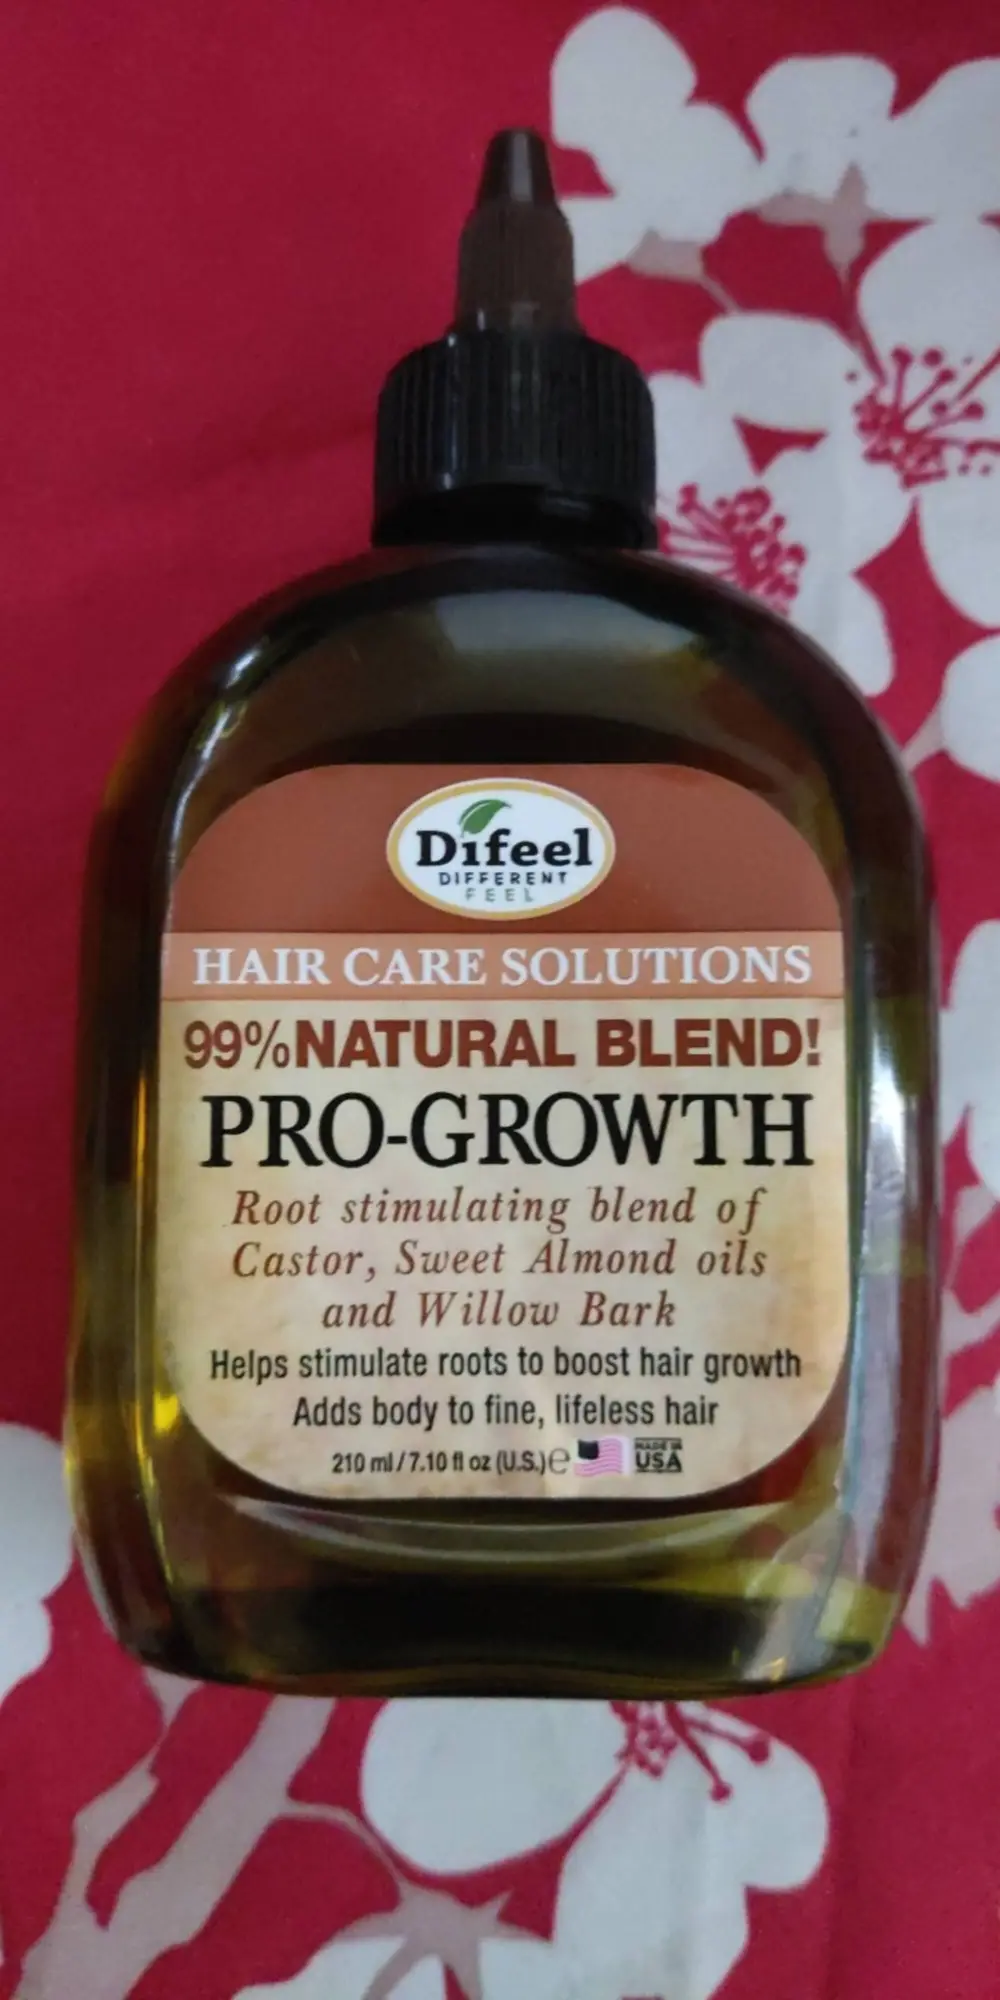 Difeel
DIFFERENT
FEEL
HAIR CARE SOLUTIONS
99% NATURAL BLEND!
PRO-GROWTH
Root stimulating blend of
Castor, Sweet Almond oils
and Willow Bark
Helps stimulate roots to boost hair growth
Adds body to fine, lifeless hair
210 ml / 7.10 fl oz (U.S.) ℮ MADE IN
USA